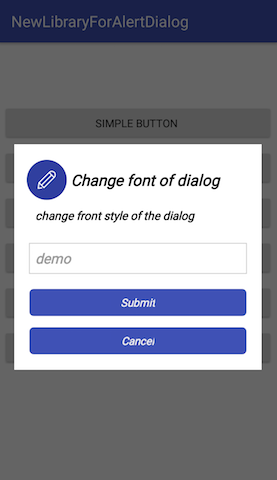 NewLibraryForAlertDialog
SIMPLE BUTTON
Change font of dialog
change front style of the dialog
demo
Submit
Cancel